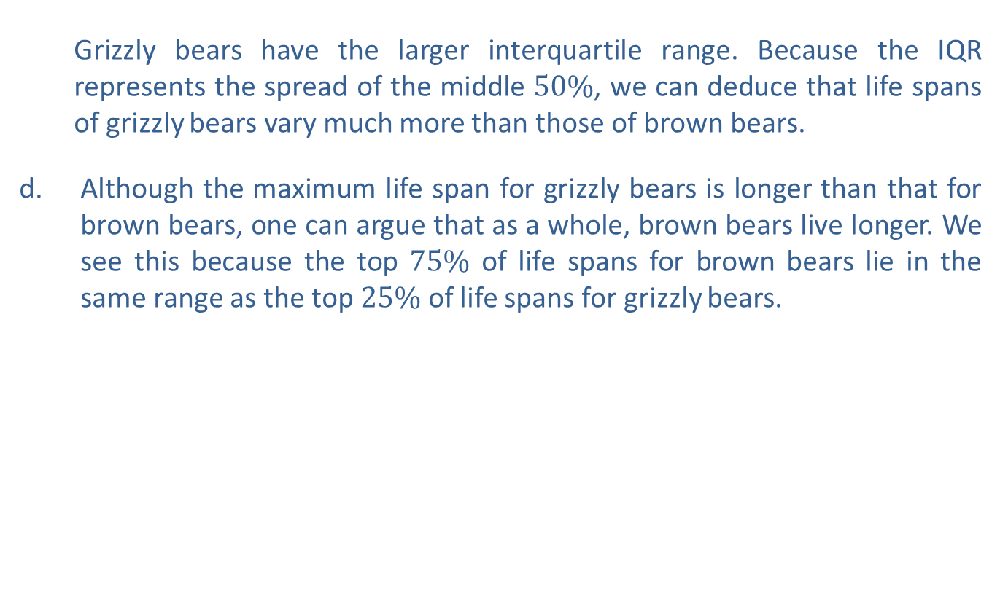 Grizzly bears have the larger interquartile range. Because the IQR
represents the spread of the middle 50%, we can deduce that life spans
of grizzly bears vary much more than those of brown bears.
d. Although the maximum life span for grizzly bears is longer than that for
brown bears, one can argue that as a whole, brown bears live longer. We
see this because the top 75% of life spans for brown bears lie in the
same range as the top 25% of life spans for grizzly bears.